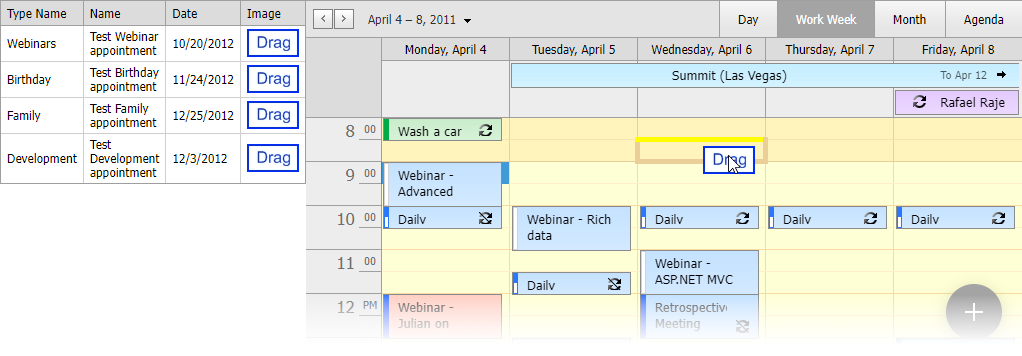 Type Name Name Date Image
Webinars Test Webinar appointment 10/20/2012 Drag
Birthday Test Birthday appointment 11/24/2012 Drag
Family Test Family appointment 12/25/2012 Drag
Development Test Development appointment 12/3/2012 Drag
April 4 – 8, 2011 Day Work Week Month Agenda
Monday, April 4 Tuesday, April 5 Wednesday, April 6 Thursday, April 7 Friday, April 8
Summit (Las Vegas) To Apr 12
Rafael Raje
8 00 Wash a car
Drag
9 00 Webinar -
Advanced
10 00 Daily Webinar - Rich Daily Daily Daily
data
11 00 Webinar -
ASP.NET MVC
Daily
12 PM Webinar - Retrospective
Julian on Meeting